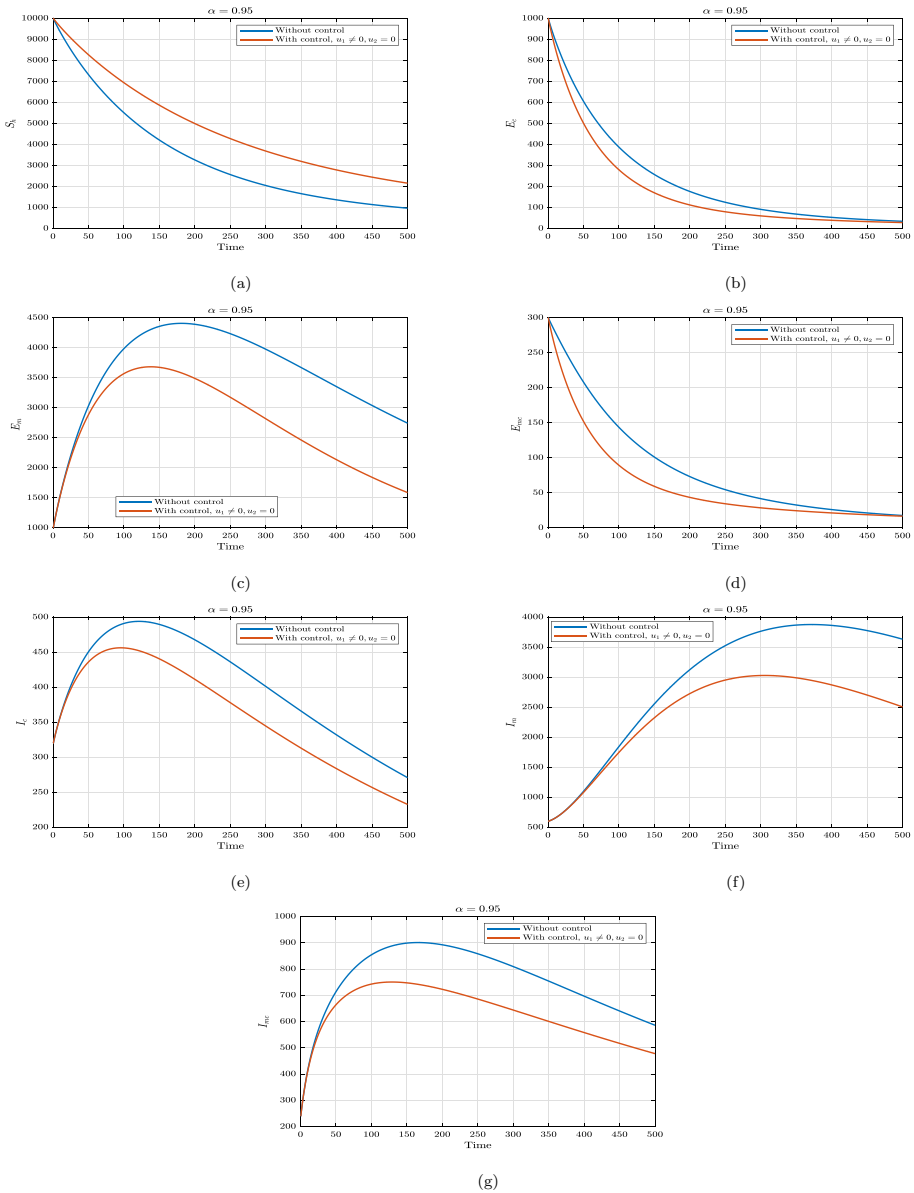 α = 0.95
10000
9000
8000
7000
6000
5000
4000
3000
2000
1000
0
S_h
Without control
With control, u₁ ≠ 0, u₂ = 0
0 50 100 150 200 250 300 350 400 450 500
Time
(a)
α = 0.95
1000
900
800
700
600
500
400
300
200
100
0
E_c
Without control
With control, u₁ ≠ 0, u₂ = 0
0 50 100 150 200 250 300 350 400 450 500
Time
(b)
α = 0.95
4500
4000
3500
3000
2500
2000
1500
1000
E_m
Without control
With control, u₁ ≠ 0, u₂ = 0
0 50 100 150 200 250 300 350 400 450 500
Time
(c)
α = 0.95
300
250
200
150
100
50
0
E_mc
Without control
With control, u₁ ≠ 0, u₂ = 0
0 50 100 150 200 250 300 350 400 450 500
Time
(d)
α = 0.95
500
450
400
350
300
250
200
I_c
Without control
With control, u₁ ≠ 0, u₂ = 0
0 50 100 150 200 250 300 350 400 450 500
Time
(e)
α = 0.95
4000
3500
3000
2500
2000
1500
1000
500
I_m
Without control
With control, u₁ ≠ 0, u₂ = 0
0 50 100 150 200 250 300 350 400 450 500
Time
(f)
α = 0.95
1000
900
800
700
600
500
400
300
200
I_mc
Without control
With control, u₁ ≠ 0, u₂ = 0
0 50 100 150 200 250 300 350 400 450 500
Time
(g)